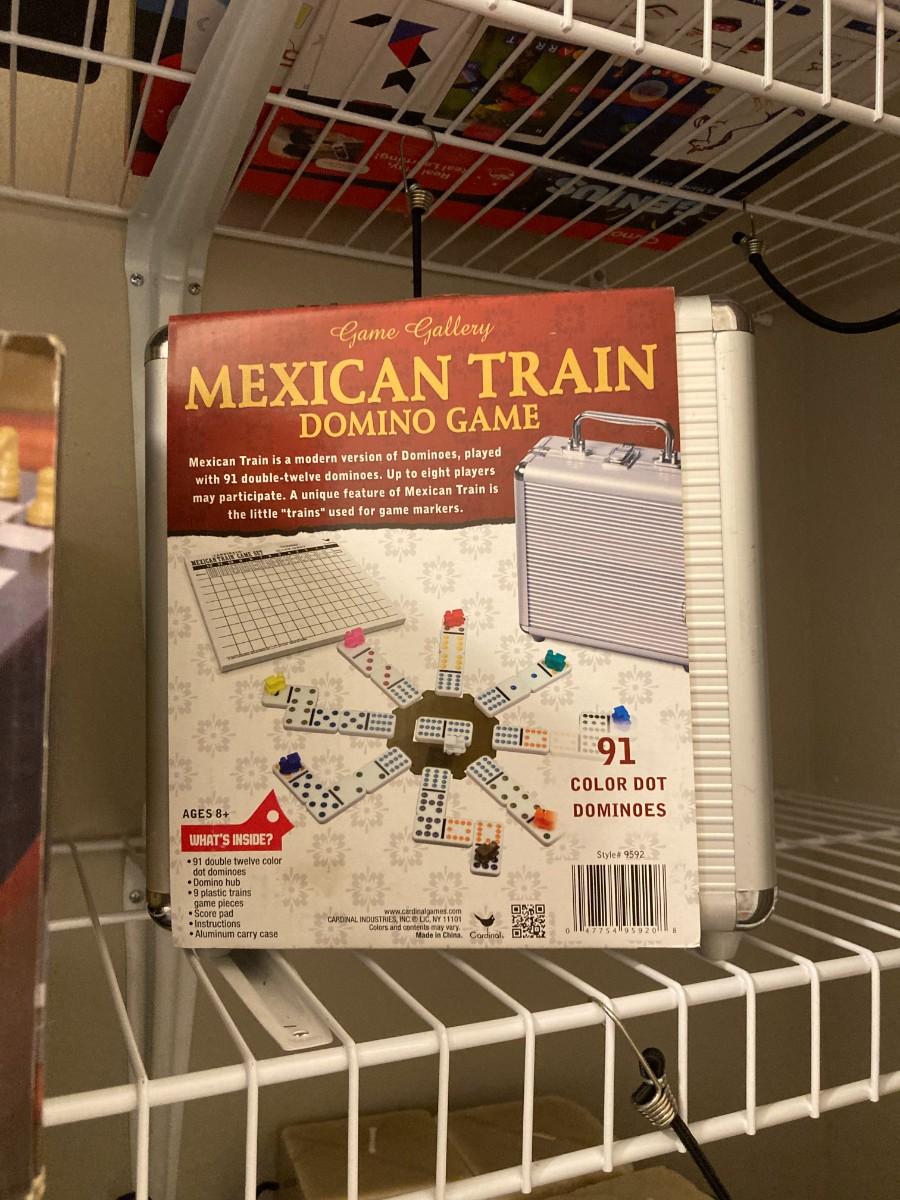 GENIUS
Game Gallery
MEXICAN TRAIN
DOMINO GAME
Mexican Train is a modern version of Dominoes, played
with 91 double-twelve dominoes. Up to eight players
may participate. A unique feature of Mexican Train is
the little "trains" used for game markers.
MEXICAN TRAIN GAME SET
91
COLOR DOT
DOMINOES
AGES 8+
WHAT'S INSIDE?
• 91 double twelve color
dot dominoes
• Domino hub
• 9 plastic trains
game pieces
• Score pad
• Instructions
• Aluminum carry case
www.cardinalgames.com
CARDINAL INDUSTRIES, INC.® LIC, NY 11101
Colors and contents may vary.
Made in China.
Cardinal®
Style# 9592
0 47754 95920 8